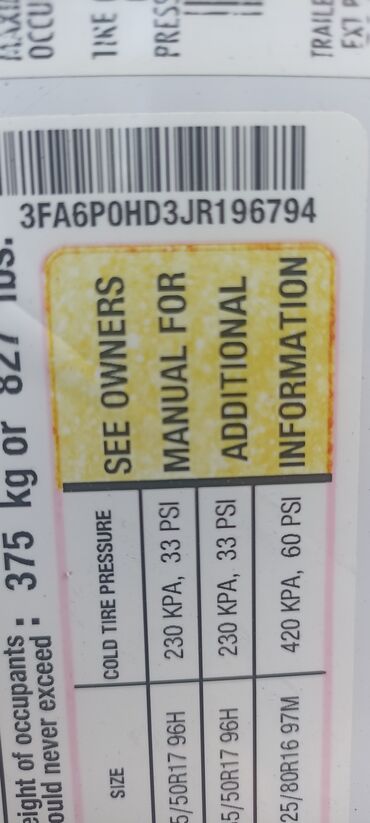 OCCU
PRESS
TRAILE
3FA6P0HD3JR196794
eight of occupants : 375 kg or 827 lbs.
ould never exceed
SIZE COLD TIRE PRESSURE
5/50R17 96H 230 KPA, 33 PSI
5/50R17 96H 230 KPA, 33 PSI
25/80R16 97M 420 KPA, 60 PSI
SEE OWNERS
MANUAL FOR
ADDITIONAL
INFORMATION